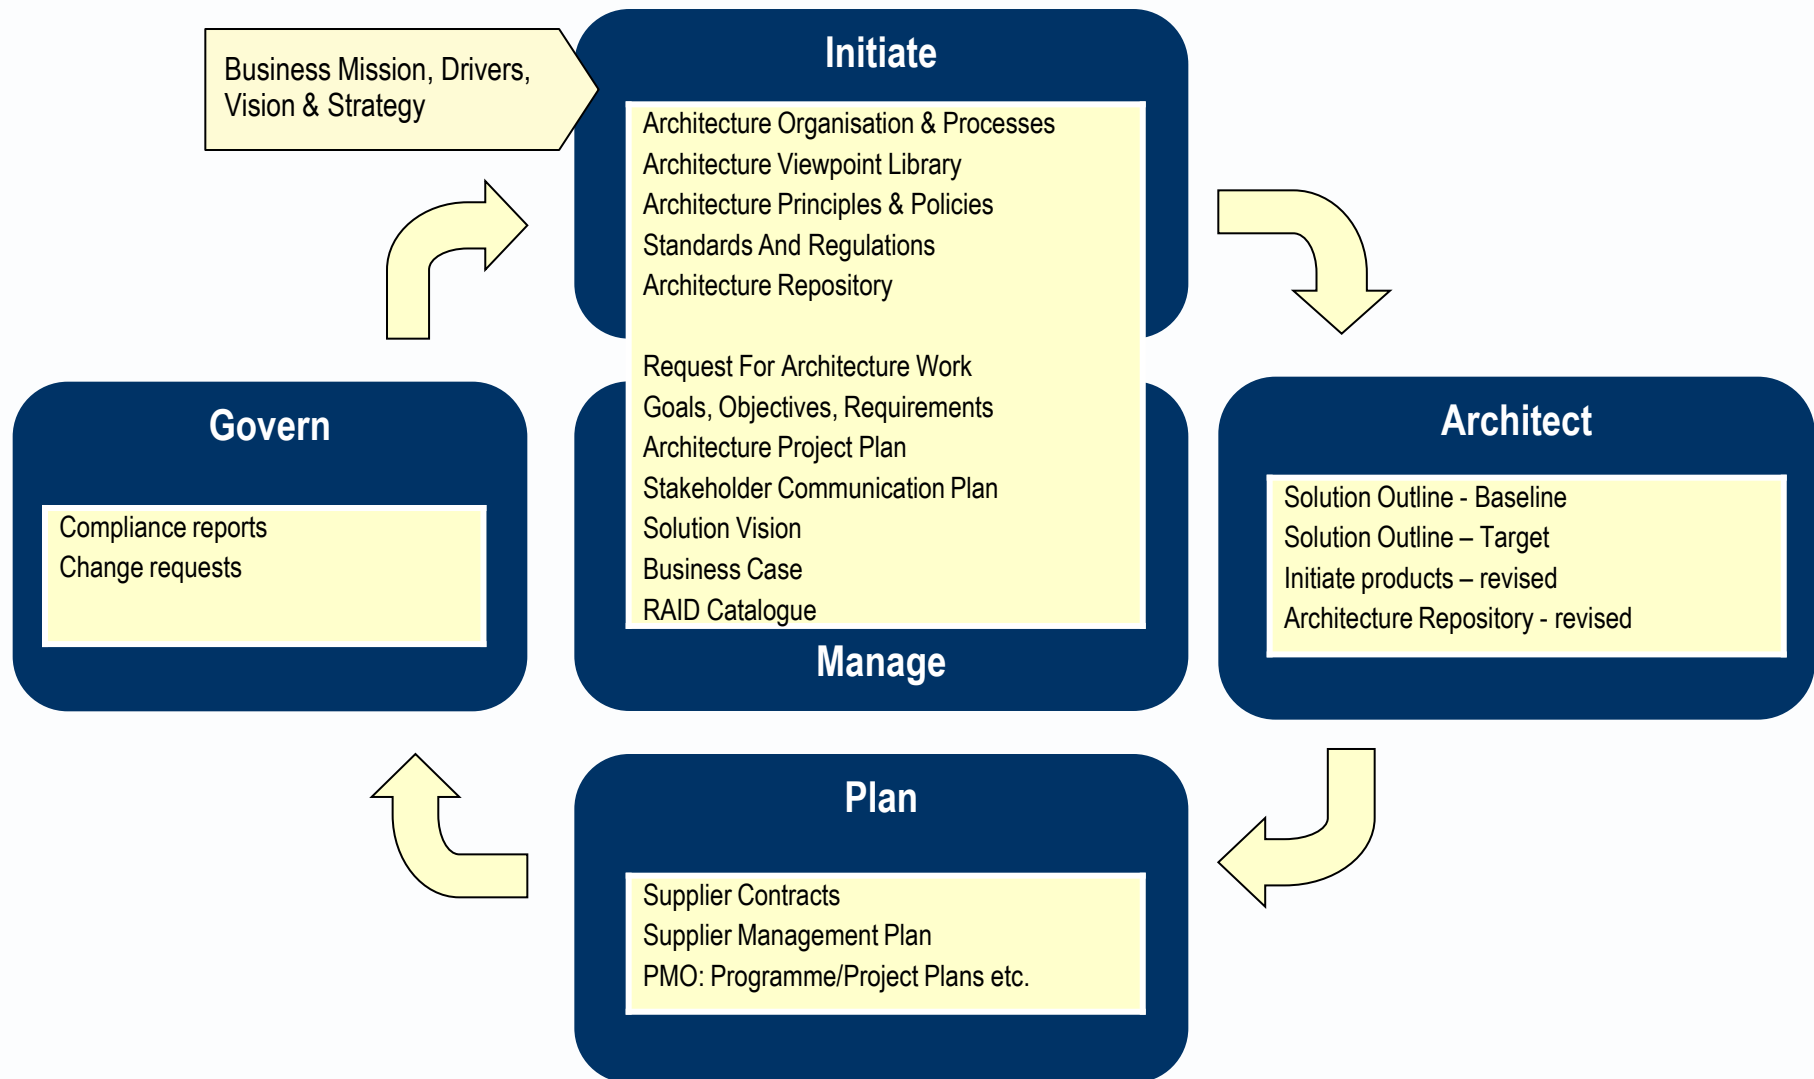 Business Mission, Drivers,
Vision & Strategy
Initiate
Architecture Organisation & Processes
Architecture Viewpoint Library
Architecture Principles & Policies
Standards And Regulations
Architecture Repository
Request For Architecture Work
Goals, Objectives, Requirements
Architecture Project Plan
Stakeholder Communication Plan
Solution Vision
Business Case
RAID Catalogue
Manage
Govern
Compliance reports
Change requests
Architect
Solution Outline - Baseline
Solution Outline – Target
Initiate products – revised
Architecture Repository - revised
Plan
Supplier Contracts
Supplier Management Plan
PMO: Programme/Project Plans etc.